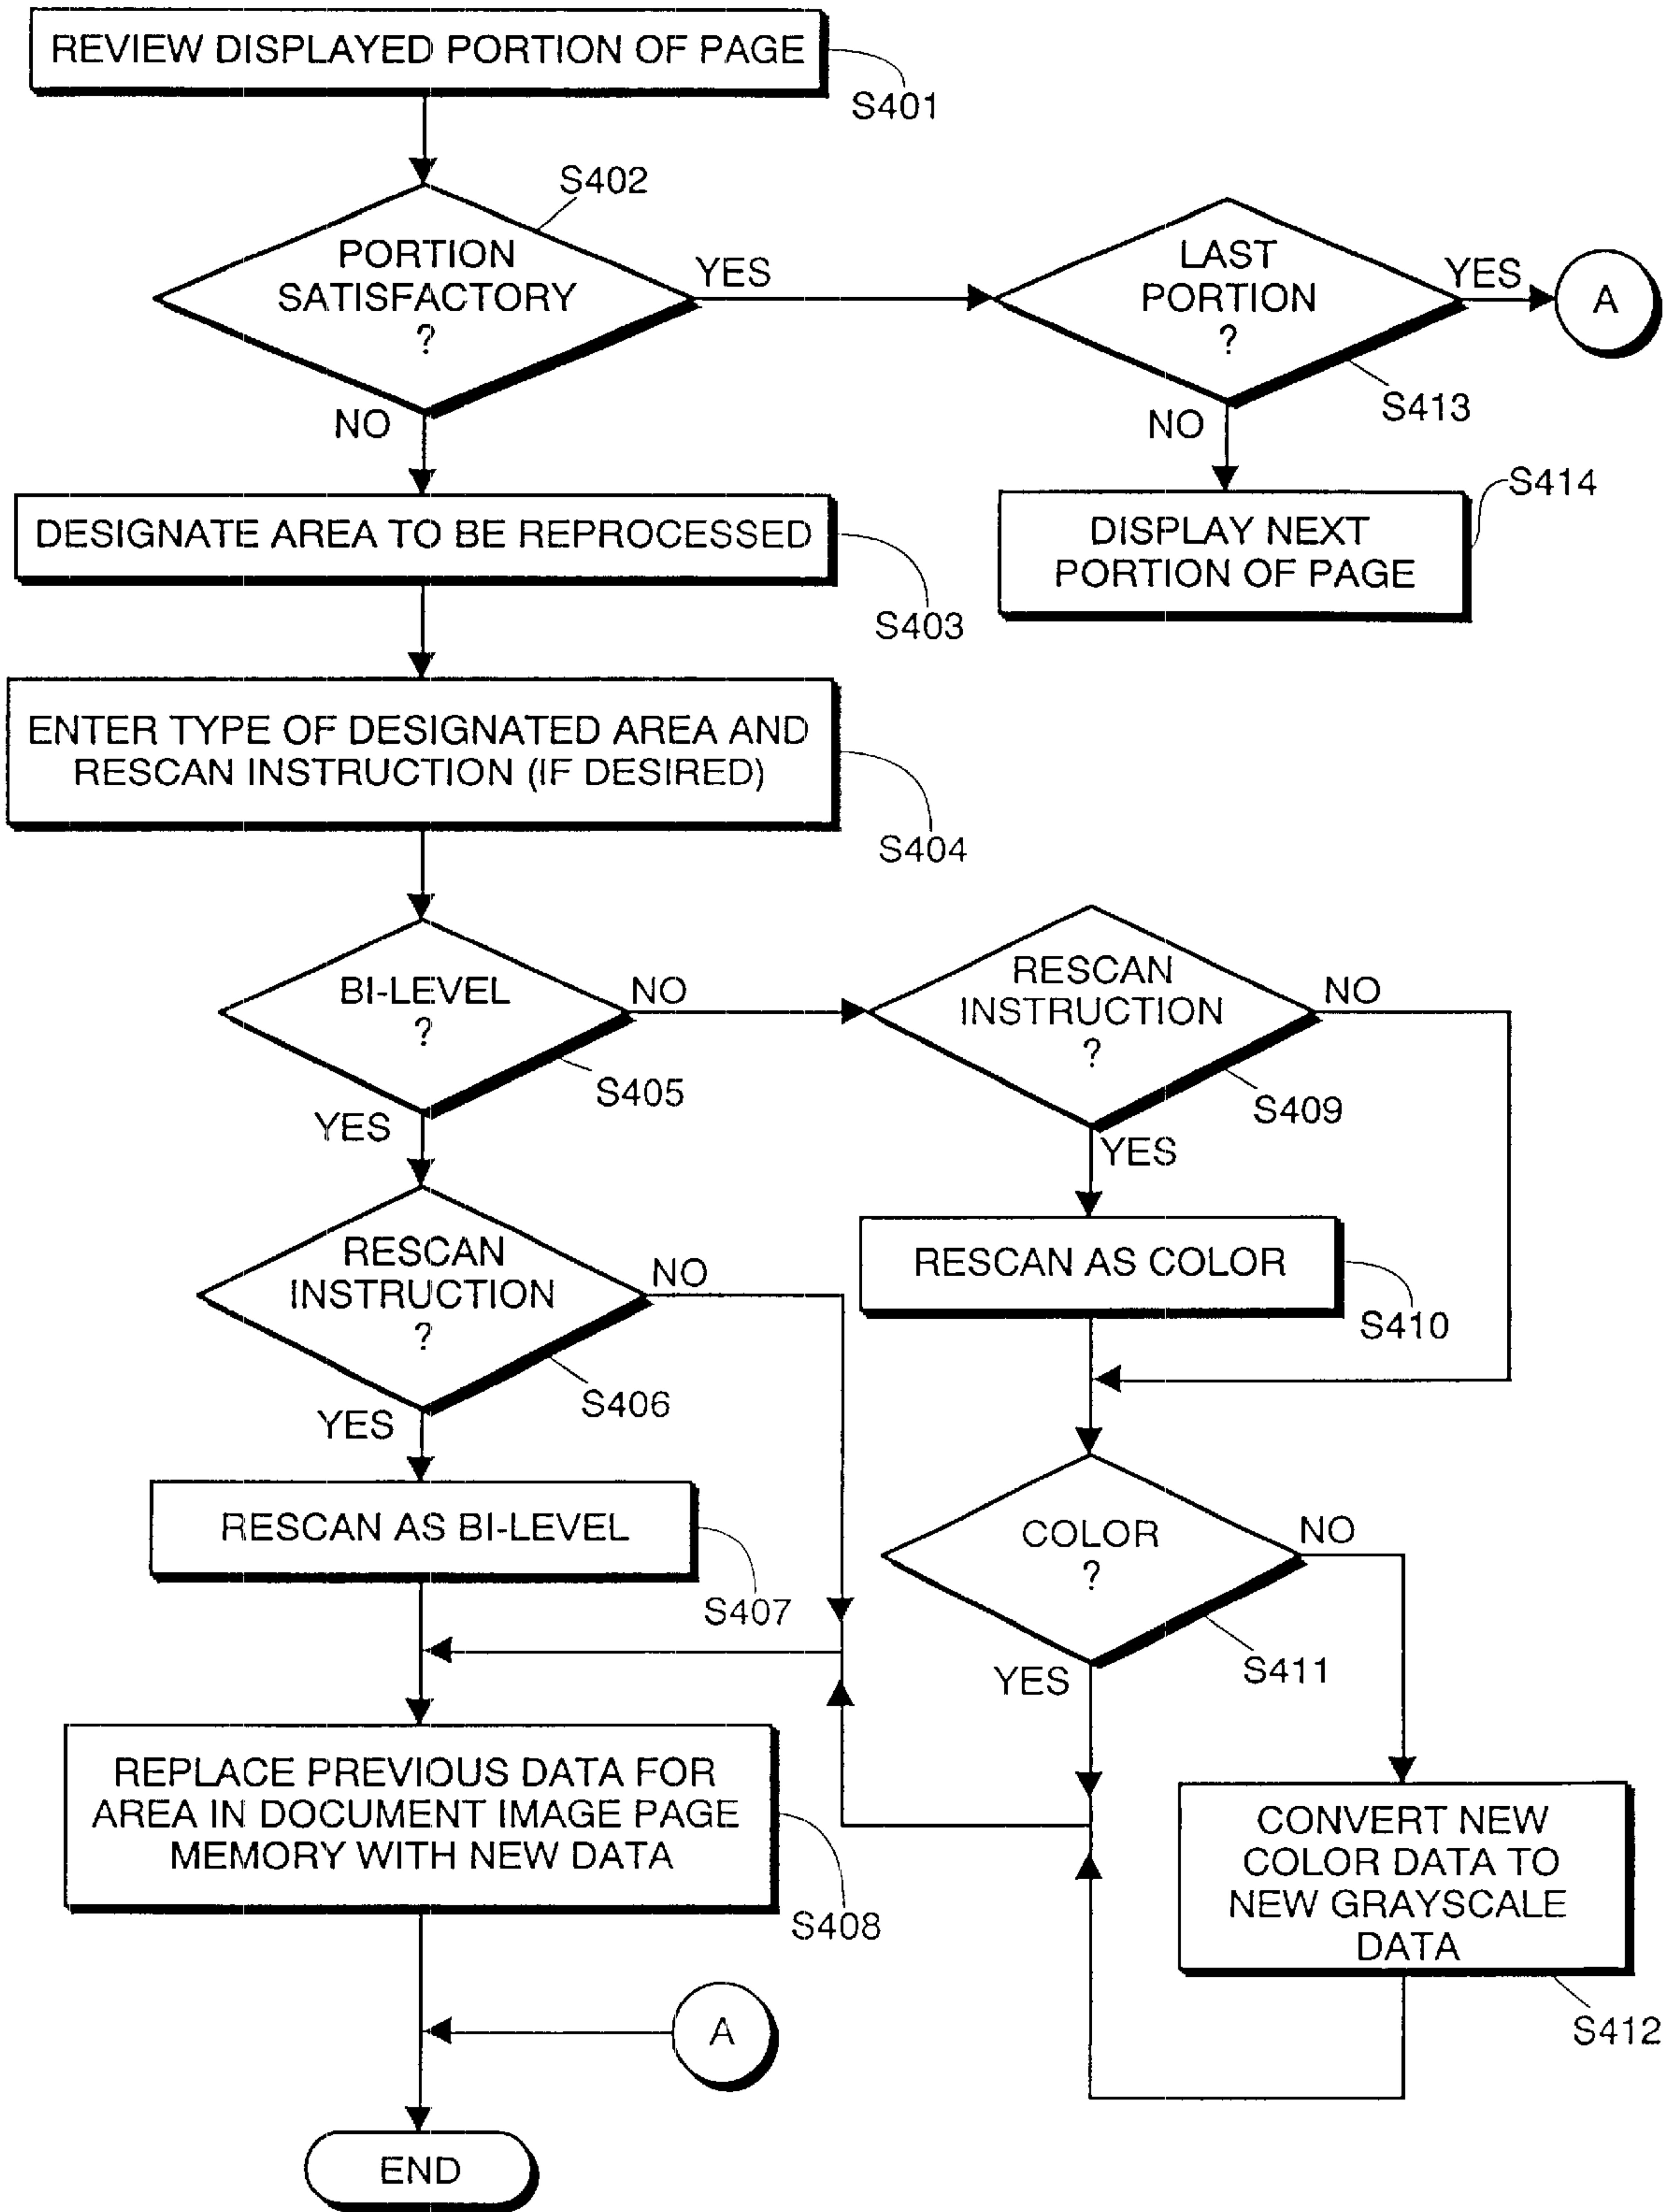 REVIEW DISPLAYED PORTION OF PAGE
S401
S402
PORTION
SATISFACTORY
?
YES
NO
LAST
PORTION
?
YES
A
S413
NO
S414
DISPLAY NEXT
PORTION OF PAGE
DESIGNATE AREA TO BE REPROCESSED
S403
ENTER TYPE OF DESIGNATED AREA AND
RESCAN INSTRUCTION (IF DESIRED)
S404
BI-LEVEL
?
NO
S405
YES
RESCAN
INSTRUCTION
?
NO
S409
YES
RESCAN
INSTRUCTION
?
NO
S406
YES
RESCAN AS COLOR
S410
RESCAN AS BI-LEVEL
S407
COLOR
?
NO
S411
YES
REPLACE PREVIOUS DATA FOR
AREA IN DOCUMENT IMAGE PAGE
MEMORY WITH NEW DATA
S408
CONVERT NEW
COLOR DATA TO
NEW GRAYSCALE
DATA
S412
A
END